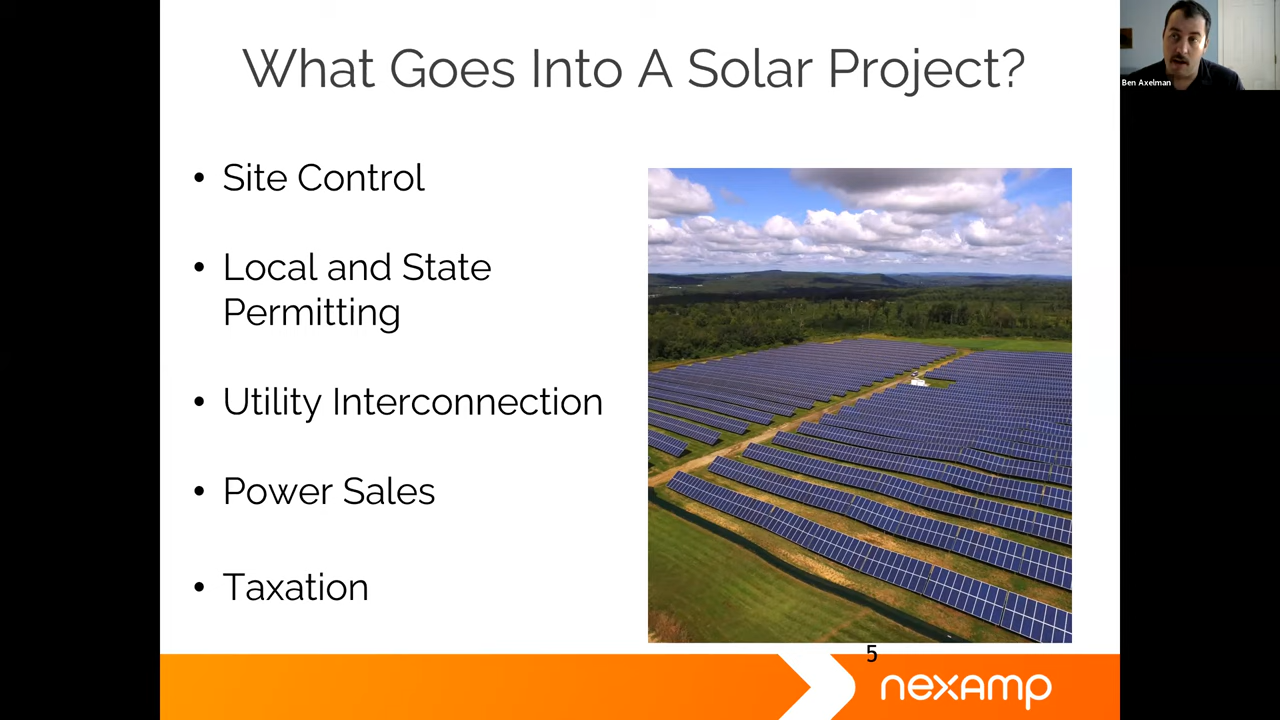 What Goes Into A Solar Project?
Ben Axelman
• Site Control
• Local and State
Permitting
• Utility Interconnection
• Power Sales
• Taxation
5
nexamp